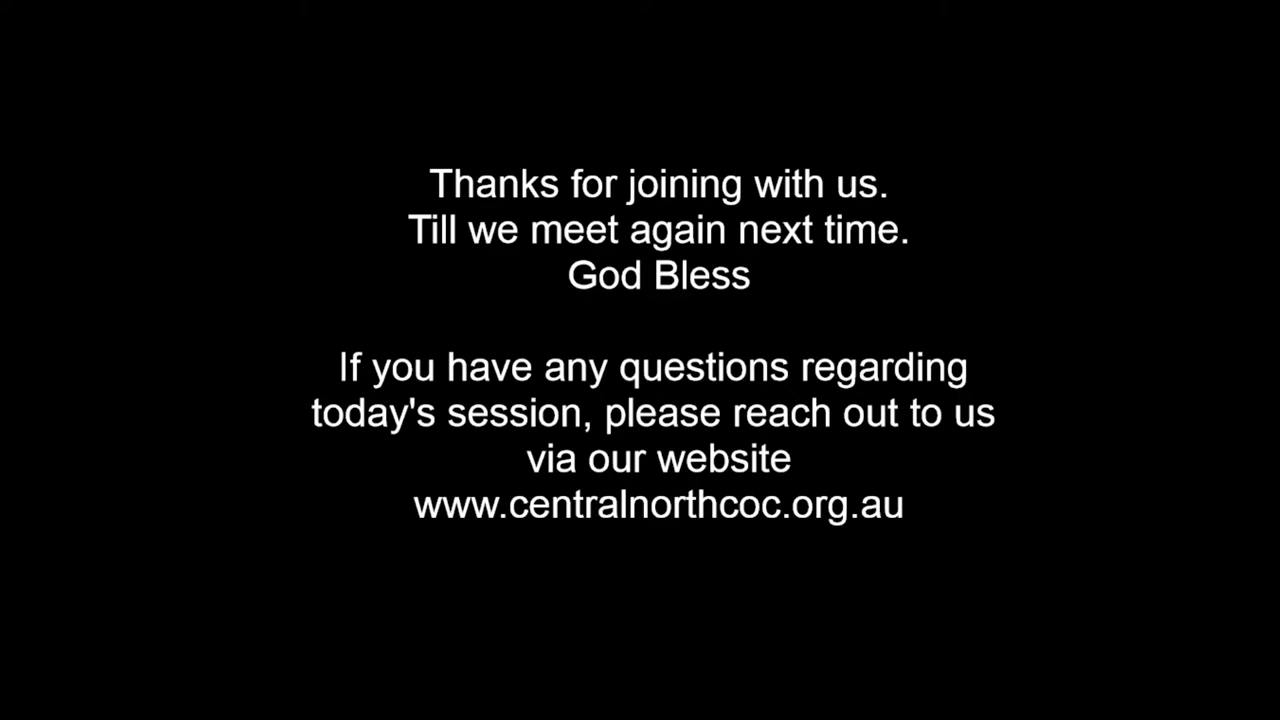 Thanks for joining with us.
Till we meet again next time.
God Bless
If you have any questions regarding
today's session, please reach out to us
via our website
www.centralnorthcoc.org.au